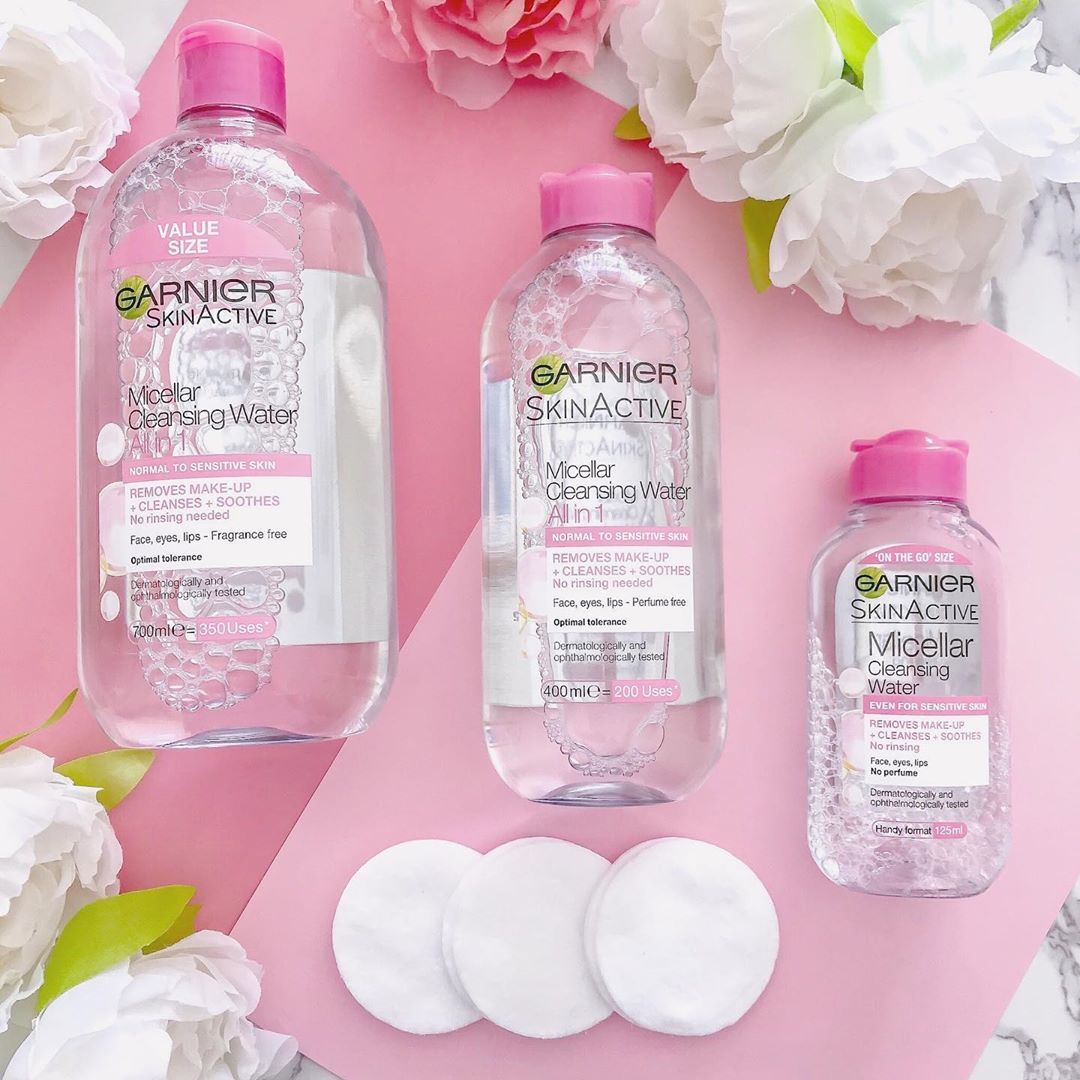 VALUE
SIZE
GARNIER
SKINACTIVE
Micellar
Cleansing Water
All in 1
NORMAL TO SENSITIVE SKIN
REMOVES MAKE-UP
+ CLEANSES + SOOTHES
No rinsing needed
Face, eyes, lips - Fragrance free
Optimal tolerance
Dermatologically and
ophthalmologically tested
700ml℮ = 350 Uses*
GARNIER
SKINACTIVE
Micellar
Cleansing Water
All in 1
NORMAL TO SENSITIVE SKIN
REMOVES MAKE-UP
+ CLEANSES + SOOTHES
No rinsing needed
Face, eyes, lips - Perfume free
Optimal tolerance
Dermatologically and
ophthalmologically tested
400ml℮ = 200 Uses*
'ON THE GO' SIZE
GARNIER
SKINACTIVE
Micellar
Cleansing
Water
EVEN FOR SENSITIVE SKIN
REMOVES MAKE-UP
+ CLEANSES + SOOTHES
No rinsing
Face, eyes, lips
No perfume
Dermatologically and
ophthalmologically tested
Handy format 125ml